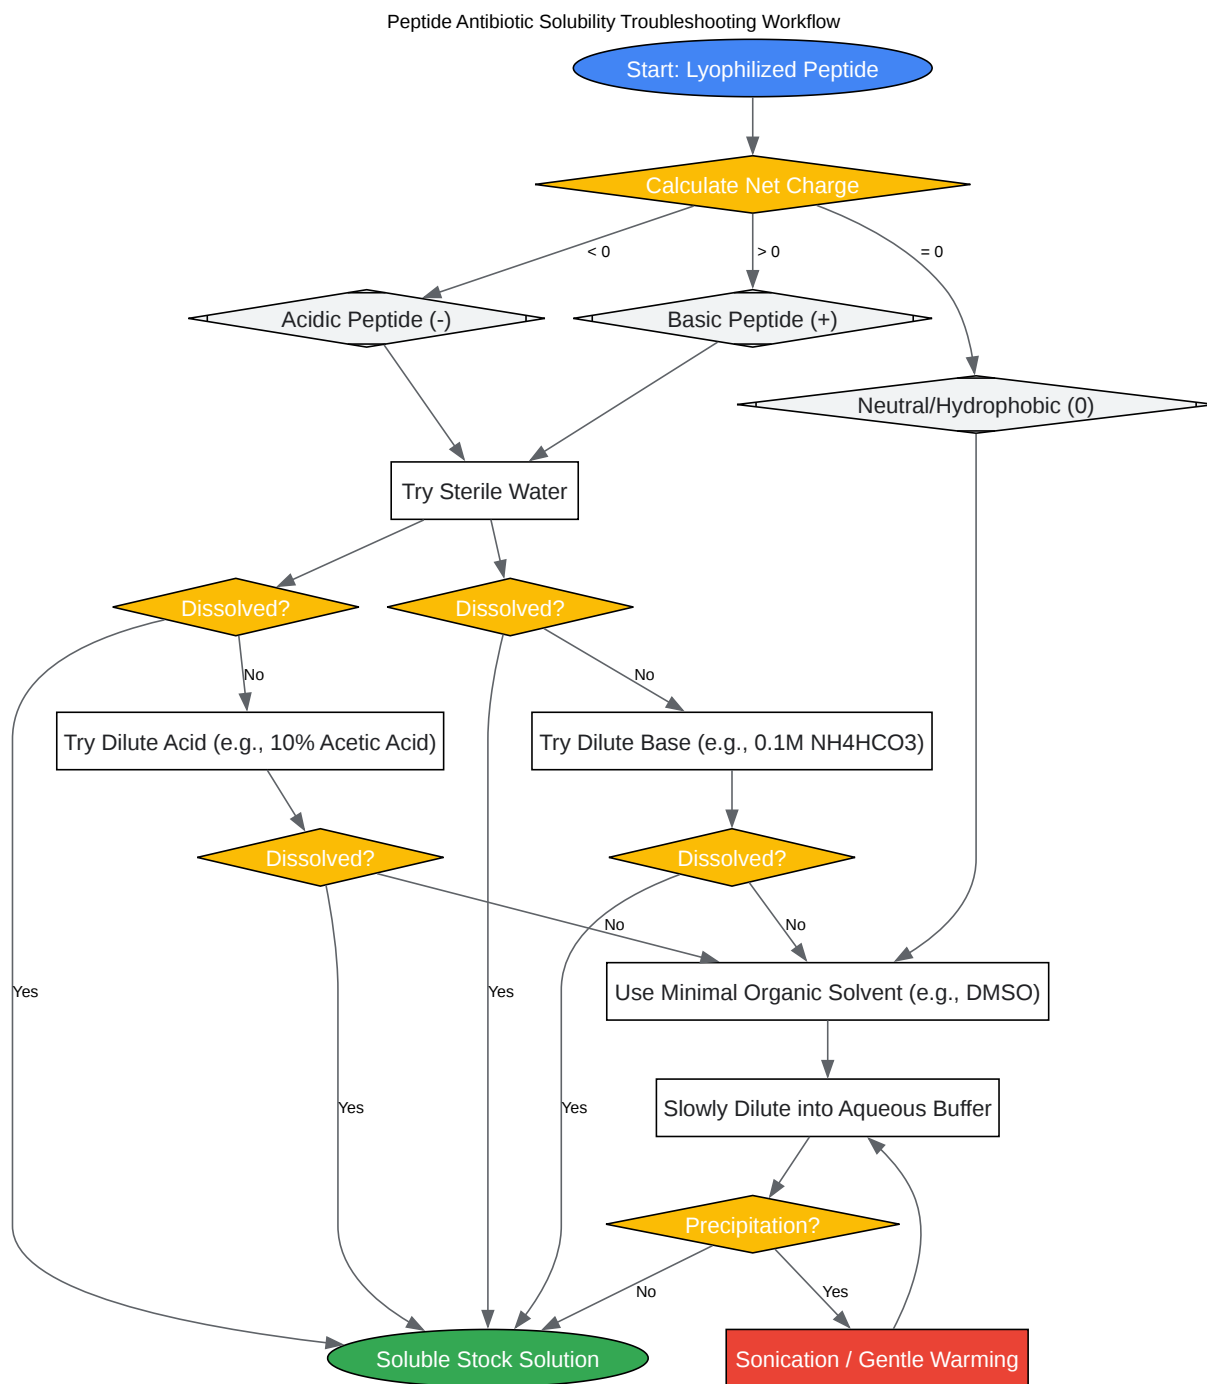 Peptide Antibiotic Solubility Troubleshooting Workflow
Start: Lyophilized Peptide
Calculate Net Charge
< 0
> 0
= 0
Acidic Peptide (-)
Basic Peptide (+)
Neutral/Hydrophobic (0)
Try Sterile Water
Dissolved?
Dissolved?
No
No
Try Dilute Acid (e.g., 10% Acetic Acid)
Try Dilute Base (e.g., 0.1M NH4HCO3)
Dissolved?
Dissolved?
No
No
Yes
Yes
Use Minimal Organic Solvent (e.g., DMSO)
Yes
Yes
Slowly Dilute into Aqueous Buffer
Precipitation?
No
Yes
Soluble Stock Solution
Sonication / Gentle Warming